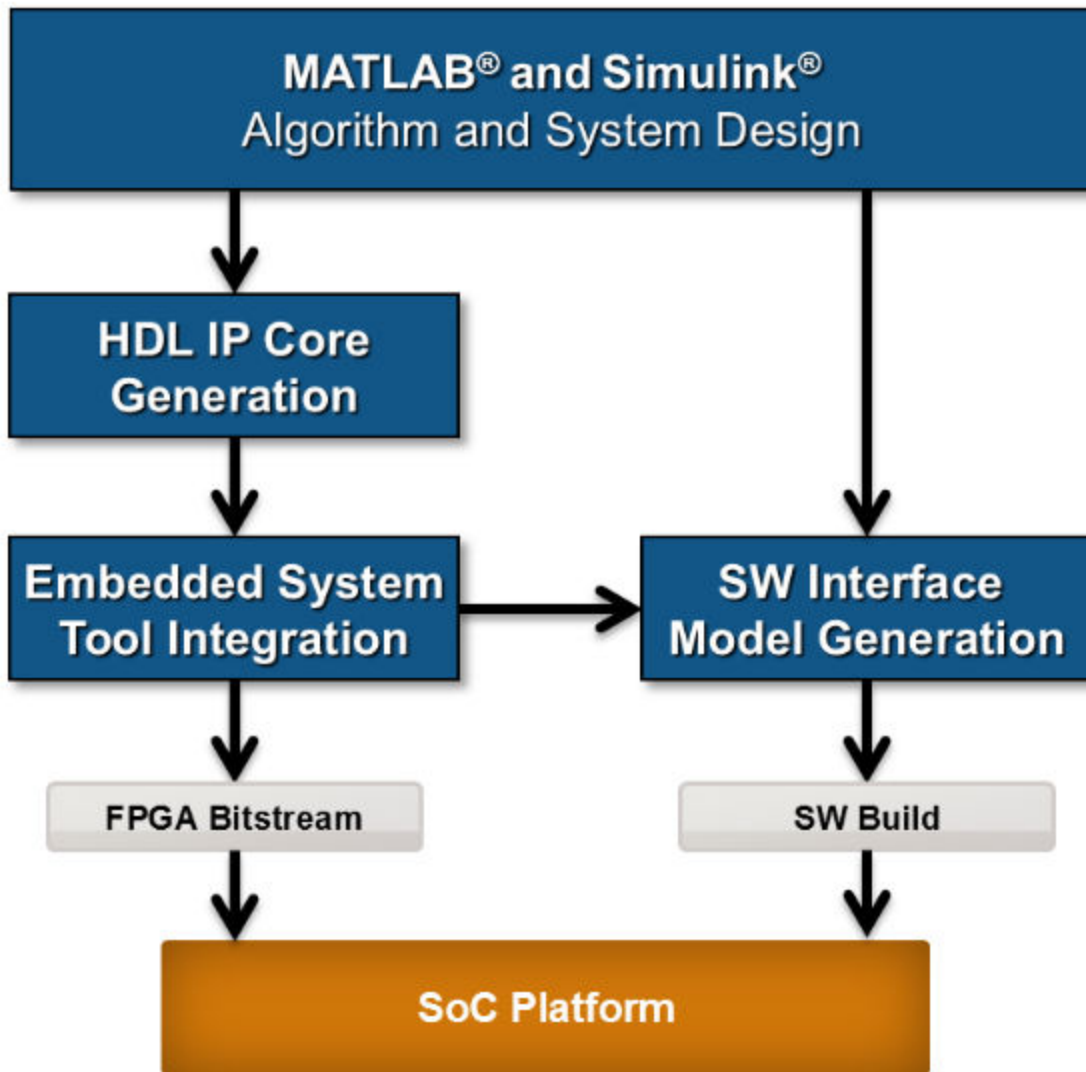 MATLAB® and Simulink®
Algorithm and System Design
HDL IP Core
Generation
Embedded System
Tool Integration
SW Interface
Model Generation
FPGA Bitstream
SW Build
SoC Platform